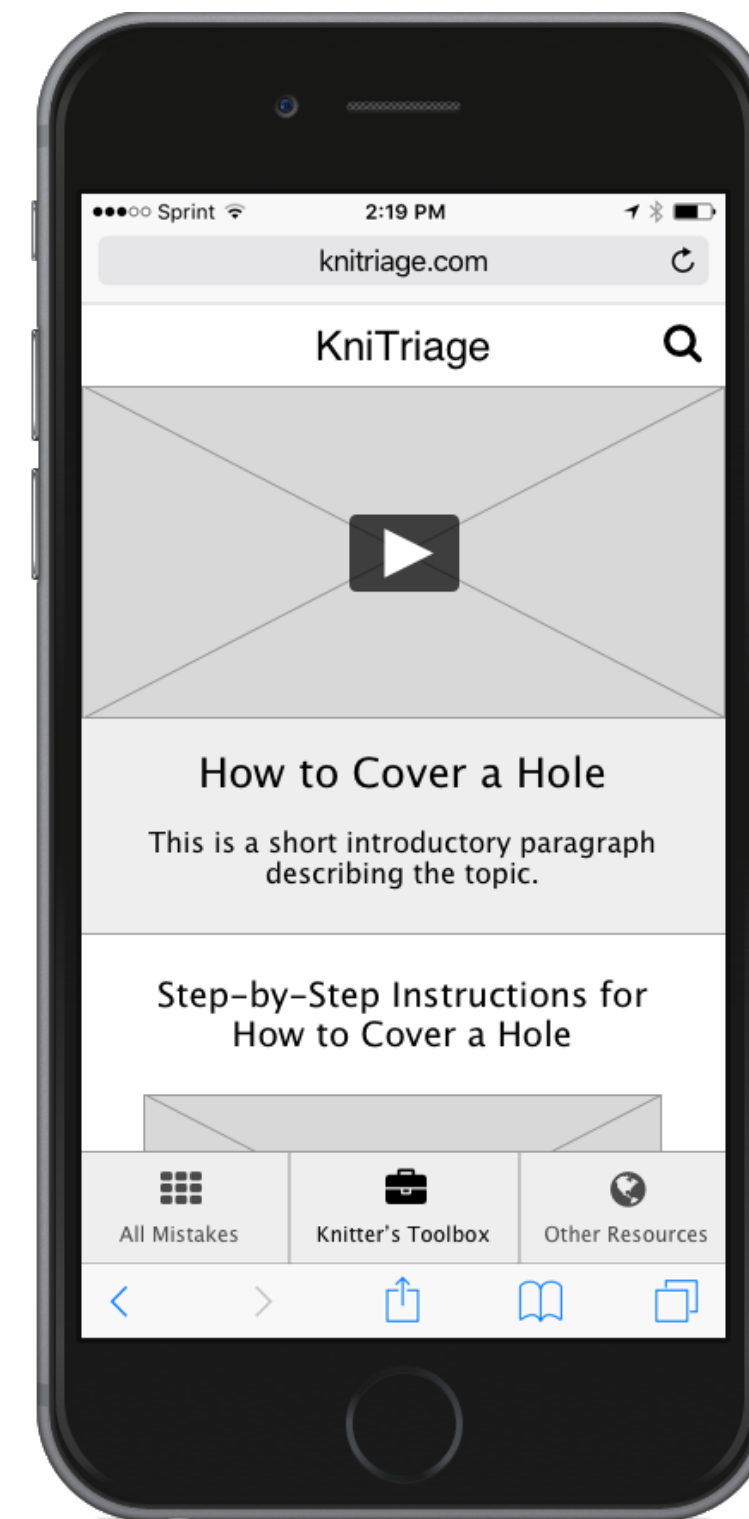 Sprint 2:19 PM
knitriage.com
KniTriage
How to Cover a Hole
This is a short introductory paragraph
describing the topic.
Step-by-Step Instructions for
How to Cover a Hole
All Mistakes Knitter's Toolbox Other Resources